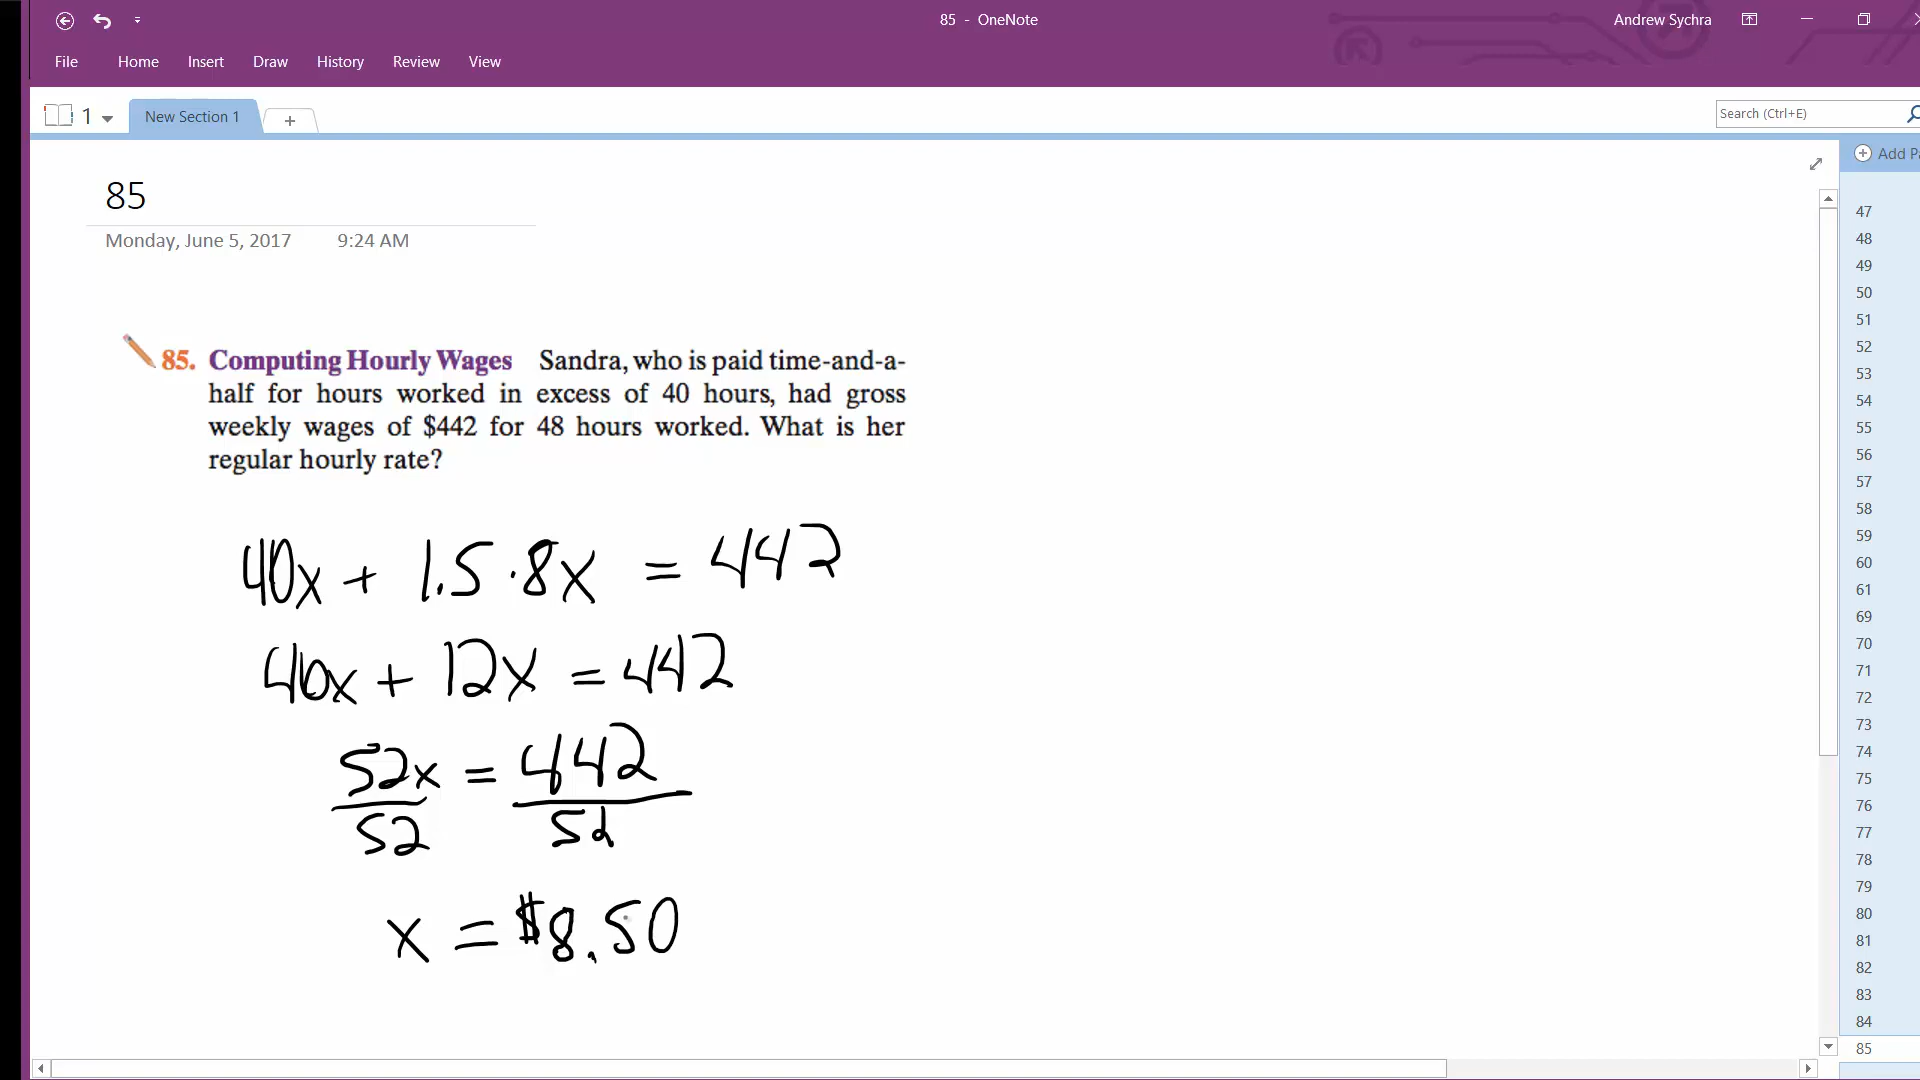 85 - OneNote
Andrew Sychra
File Home Insert Draw History Review View
1 New Section 1 +
Search (Ctrl+E)
Add Pa
85
Monday, June 5, 2017 9:24 AM
85. Computing Hourly Wages Sandra, who is paid time-and-a-
half for hours worked in excess of 40 hours, had gross
weekly wages of $442 for 48 hours worked. What is her
regular hourly rate?
40x + 1.5 · 8x = 442
40x + 12x = 442
52x = 442
52 52
x = $8.50
47
48
49
50
51
52
53
54
55
56
57
58
59
60
61
69
70
71
72
73
74
75
76
77
78
79
80
81
82
83
84
85